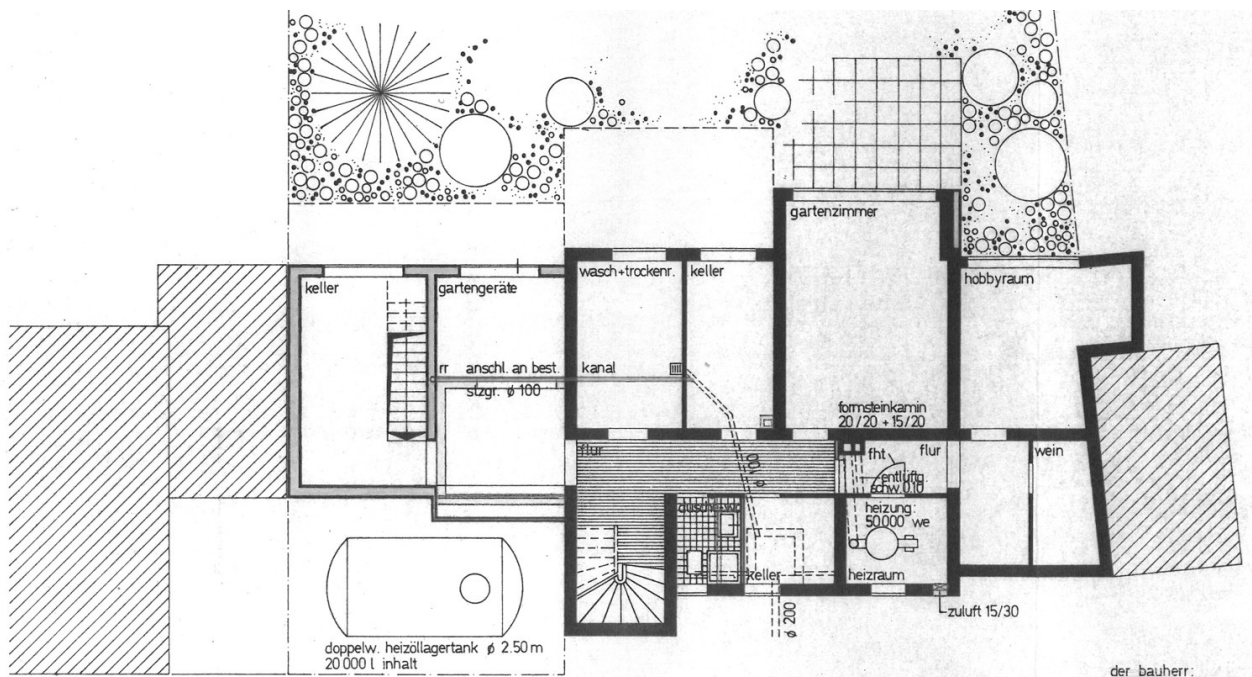 gartenzimmer
keller
gartengeräte
wasch+trockenr.
keller
hobbyraum
rr anschl. an best. kanal
stzgr. ø 100
formsteinkamin
20/20 + 15/20
flur
fht
flur
wein
ø 100
entlüftg.
schw. 0.10
dusche+wc
heizung:
50 000 we
keller
heizraum
zuluft 15/30
ø 200
doppelw. heizöllagertank ø 2.50 m
20 000 l inhalt
der bauherr: